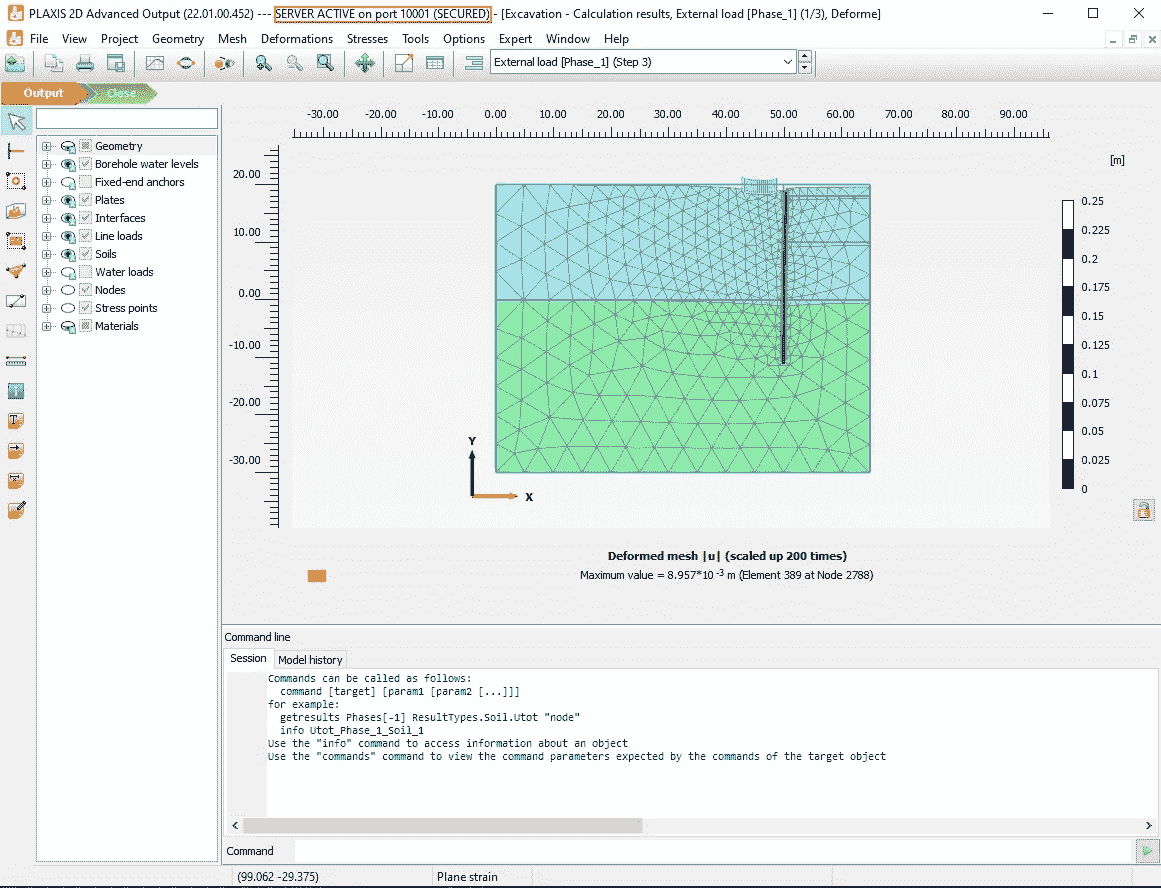 PLAXIS 2D Advanced Output (22.01.00.452) --- SERVER ACTIVE on port 10001 (SECURED) - [Excavation - Calculation results, External load [Phase_1] (1/3), Deforme]
File View Project Geometry Mesh Deformations Stresses Tools Options Expert Window Help
External load [Phase_1] (Step 3)
Output Close
-30.00 -20.00 -10.00 0.00 10.00 20.00 30.00 40.00 50.00 60.00 70.00 80.00 90.00
Geometry
Borehole water levels
Fixed-end anchors
Plates
Interfaces
Line loads
Soils
Water loads
Nodes
Stress points
Materials
20.00
10.00
0.00
-10.00
-20.00
-30.00
Y
X
[m]
0.25
0.225
0.2
0.175
0.15
0.125
0.1
0.075
0.05
0.025
0
Deformed mesh |u| (scaled up 200 times)
Maximum value = 8.957*10 -3 m (Element 389 at Node 2788)
Command line
Session Model history
Commands can be called as follows:
command [target] [param1 [param2 [...]]]
for example:
getresults Phases[-1] ResultTypes.Soil.Utot "node"
info Utot_Phase_1_Soil_1
Use the "info" command to access information about an object
Use the "commands" command to view the command parameters expected by the commands of the target object
Command
(99.062 -29.375) Plane strain